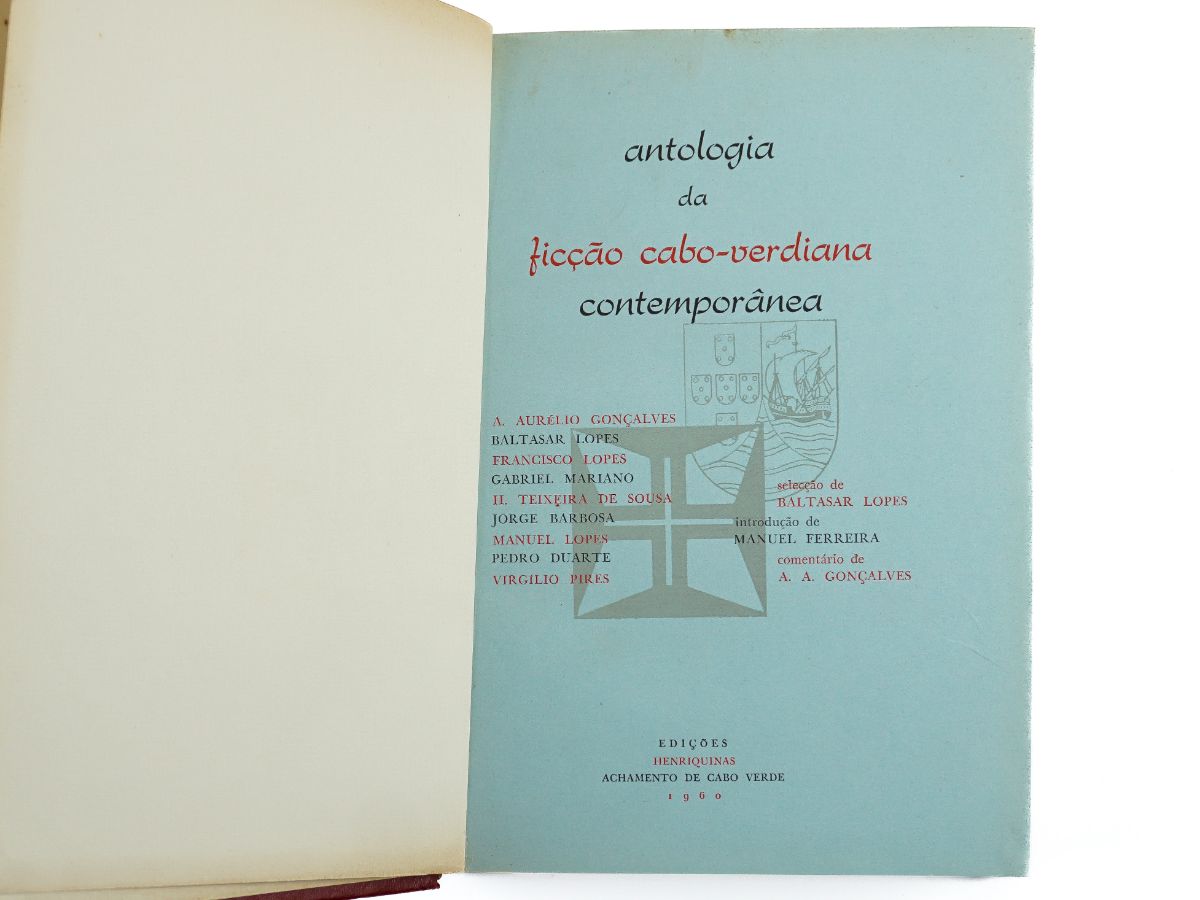 antologia
da
ficção cabo-verdiana
contemporânea
A. AURÉLIO GONÇALVES
BALTASAR LOPES
FRANCISCO LOPES
GABRIEL MARIANO
H. TEIXEIRA DE SOUSA
JORGE BARBOSA
MANUEL LOPES
PEDRO DUARTE
VIRGÍLIO PIRES
selecção de
BALTASAR LOPES
introdução de
MANUEL FERREIRA
comentário de
A. A. GONÇALVES
EDIÇÕES
HENRIQUINAS
ACHAMENTO DE CABO VERDE
1960